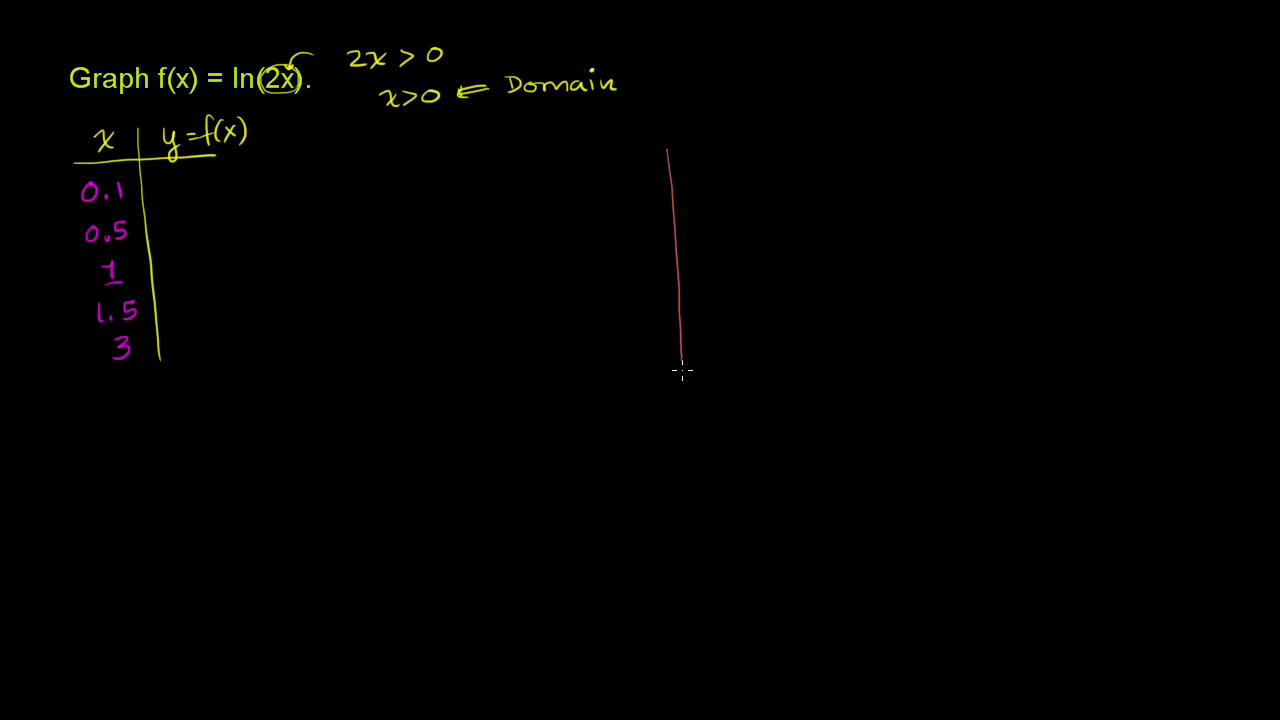 Graph f(x) = ln(2x).
2x > 0
x>0 ⇐ Domain
x y=f(x)
0.1
0.5
1
1.5
3